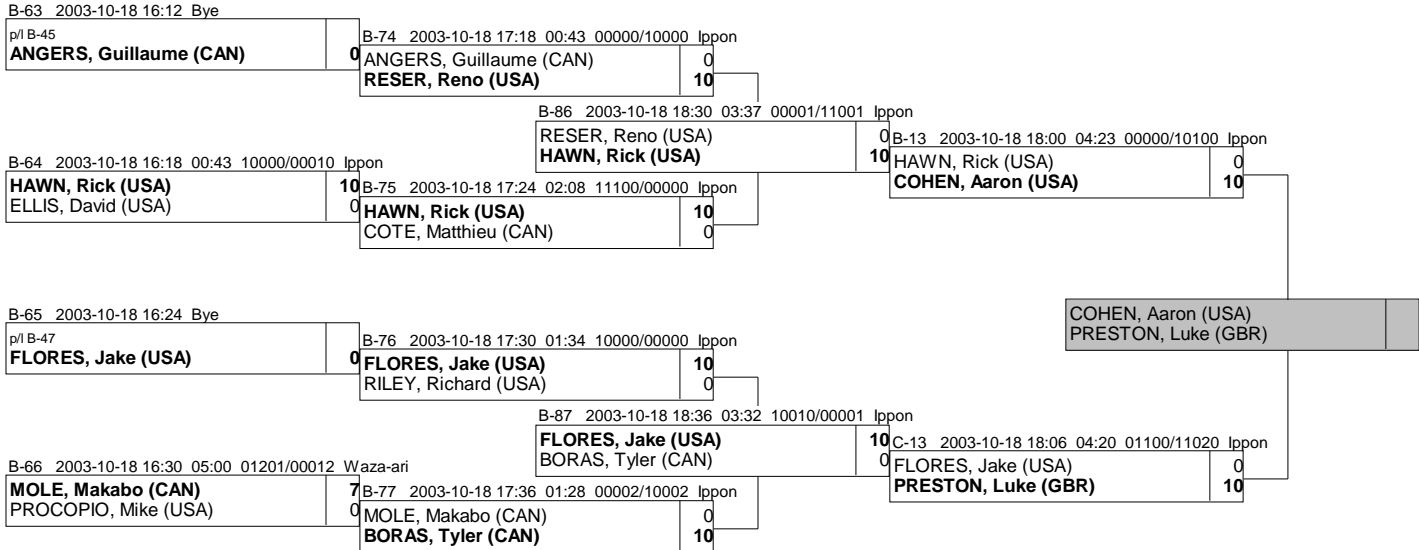 B-63 2003-10-18 16:12 Bye
p/l B-45
ANGERS, Guillaume (CAN) 0
B-74 2003-10-18 17:18 00:43 00000/10000 Ippon
ANGERS, Guillaume (CAN) 0
RESER, Reno (USA) 10
B-86 2003-10-18 18:30 03:37 00001/11001 Ippon
RESER, Reno (USA) 0
HAWN, Rick (USA) 10
B-13 2003-10-18 18:00 04:23 00000/10100 Ippon
HAWN, Rick (USA) 0
COHEN, Aaron (USA) 10
B-64 2003-10-18 16:18 00:43 10000/00010 Ippon
HAWN, Rick (USA) 10
ELLIS, David (USA) 0
B-75 2003-10-18 17:24 02:08 11100/00000 Ippon
HAWN, Rick (USA) 10
COTE, Matthieu (CAN) 0
COHEN, Aaron (USA)
PRESTON, Luke (GBR)
B-65 2003-10-18 16:24 Bye
p/l B-47
FLORES, Jake (USA) 0
B-76 2003-10-18 17:30 01:34 10000/00000 Ippon
FLORES, Jake (USA) 10
RILEY, Richard (USA) 0
B-87 2003-10-18 18:36 03:32 10010/00001 Ippon
FLORES, Jake (USA) 10
BORAS, Tyler (CAN) 0
C-13 2003-10-18 18:06 04:20 01100/11020 Ippon
FLORES, Jake (USA) 0
PRESTON, Luke (GBR) 10
B-66 2003-10-18 16:30 05:00 01201/00012 Waza-ari
MOLE, Makabo (CAN) 7
PROCOPIO, Mike (USA) 0
B-77 2003-10-18 17:36 01:28 00002/10002 Ippon
MOLE, Makabo (CAN) 0
BORAS, Tyler (CAN) 10